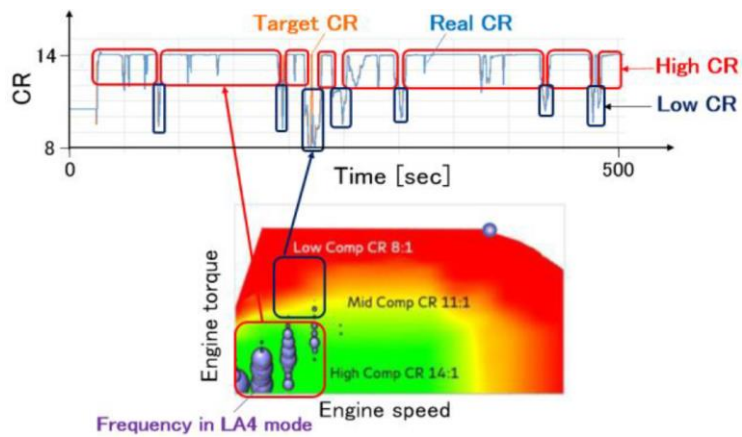 Target CR
Real CR
14
CR
High CR
Low CR
8
0
Time [sec]
500
Low Comp CR 8:1
Mid Comp CR 11:1
High Comp CR 14:1
Engine torque
Engine speed
Frequency in LA4 mode